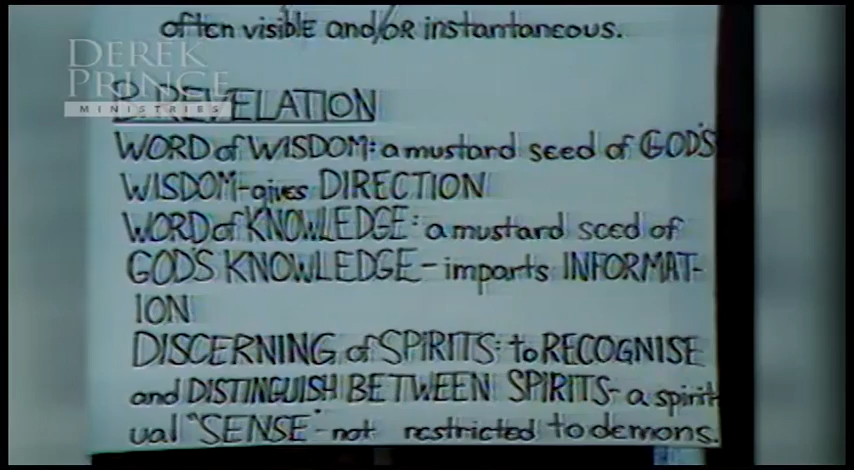 often visible and/or instantaneous.
DEREK
PRINCE
MINISTRIES
B. REVELATION
WORD of WISDOM: a mustard seed of GOD'S
WISDOM-gives DIRECTION
WORD of KNOWLEDGE: a mustard seed of
GOD'S KNOWLEDGE- imparts INFORMAT-
ION
DISCERNING of SPIRITS: to RECOGNISE
and DISTINGUISH BETWEEN SPIRITS- a spirit-
ual "SENSE"- not restricted to demons.